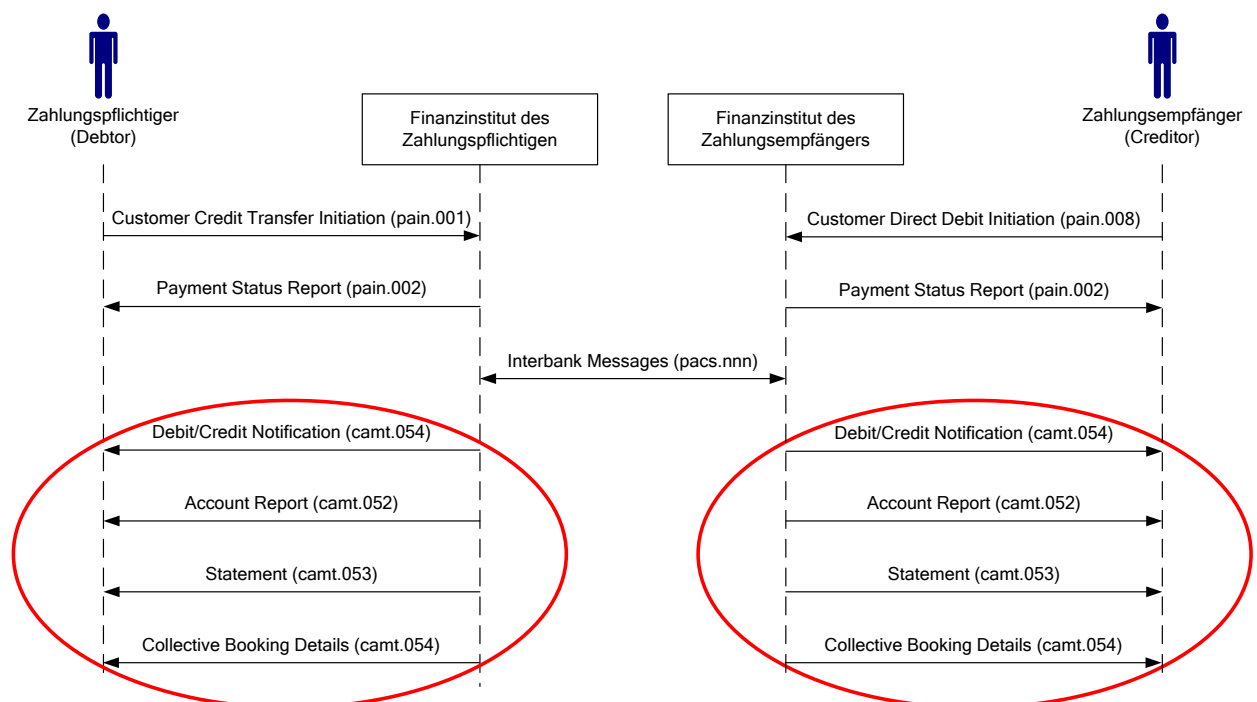 Zahlungspflichtiger
(Debtor)
Finanzinstitut des
Zahlungspflichtigen
Finanzinstitut des
Zahlungsempfängers
Zahlungsempfänger
(Creditor)
Customer Credit Transfer Initiation (pain.001)
Customer Direct Debit Initiation (pain.008)
Payment Status Report (pain.002)
Payment Status Report (pain.002)
Interbank Messages (pacs.nnn)
Debit/Credit Notification (camt.054)
Debit/Credit Notification (camt.054)
Account Report (camt.052)
Account Report (camt.052)
Statement (camt.053)
Statement (camt.053)
Collective Booking Details (camt.054)
Collective Booking Details (camt.054)